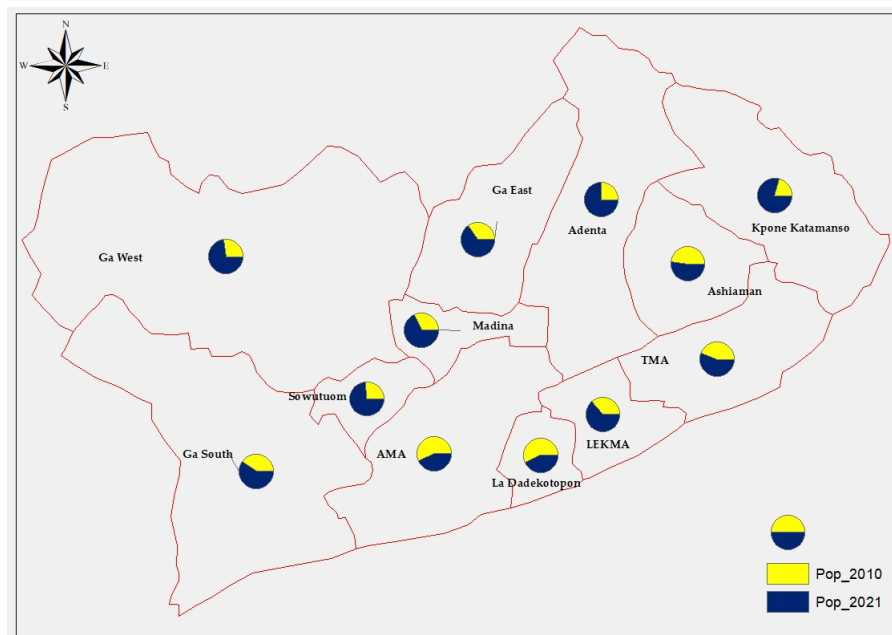 N
W E
S
Ga East
Adenta
Kpone Katamanso
Ga West
Ashiaman
Madina
TMA
Sowutuom
Ga South
AMA
LEKMA
La Dadekotopon
Pop_2010
Pop_2021